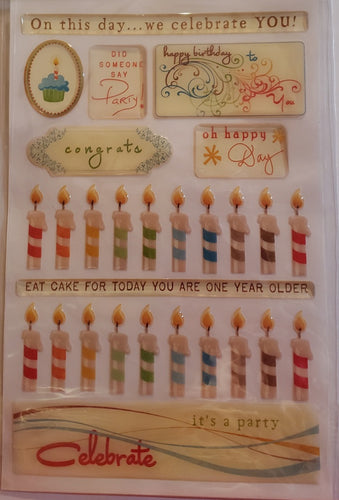 On this day...we celebrate YOU!
DID
SOMEONE
SAY
Party
happy birthday to
You
congrats
oh happy
Day
EAT CAKE FOR TODAY YOU ARE ONE YEAR OLDER
it's a party
Celebrate